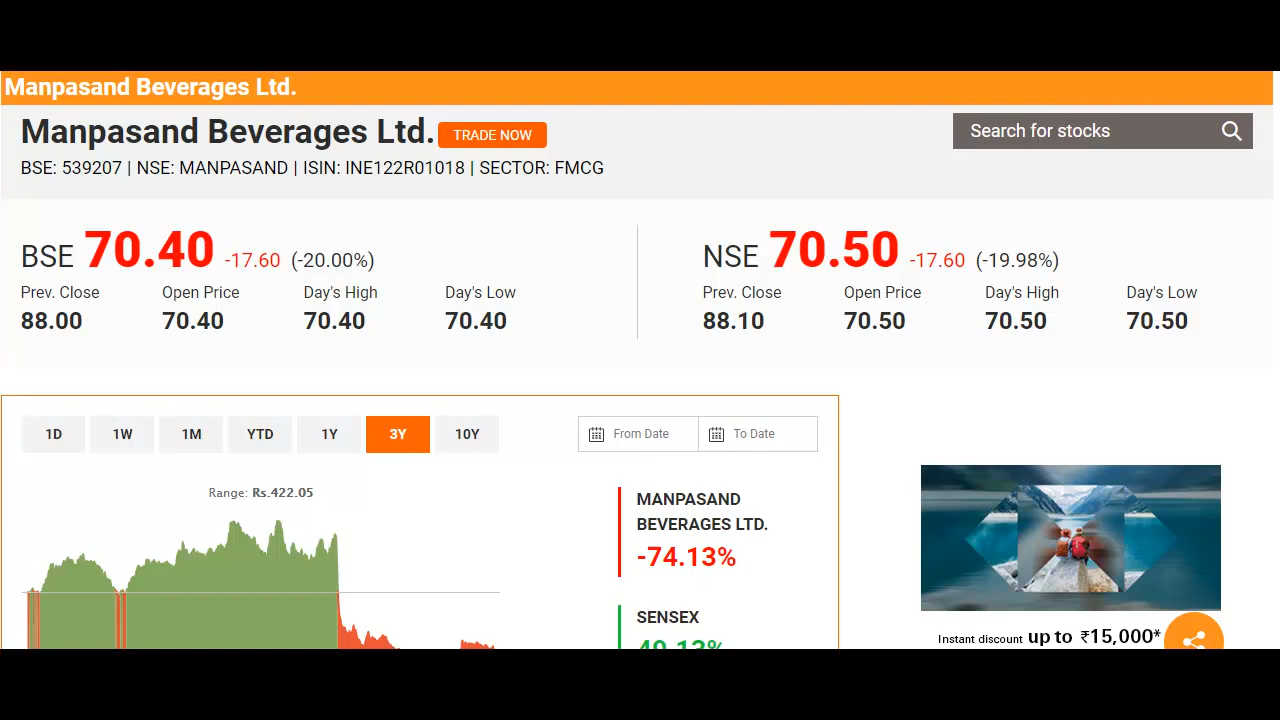 Manpasand Beverages Ltd.
Manpasand Beverages Ltd. TRADE NOW
Search for stocks
BSE: 539207 | NSE: MANPASAND | ISIN: INE122R01018 | SECTOR: FMCG
BSE 70.40 -17.60 (-20.00%)
Prev. Close Open Price Day's High Day's Low
88.00 70.40 70.40 70.40
NSE 70.50 -17.60 (-19.98%)
Prev. Close Open Price Day's High Day's Low
88.10 70.50 70.50 70.50
1D 1W 1M YTD 1Y 3Y 10Y
From Date To Date
Range: Rs.422.05
MANPASAND
BEVERAGES LTD.
-74.13%
SENSEX
49.13%
Instant discount up to ₹15,000*